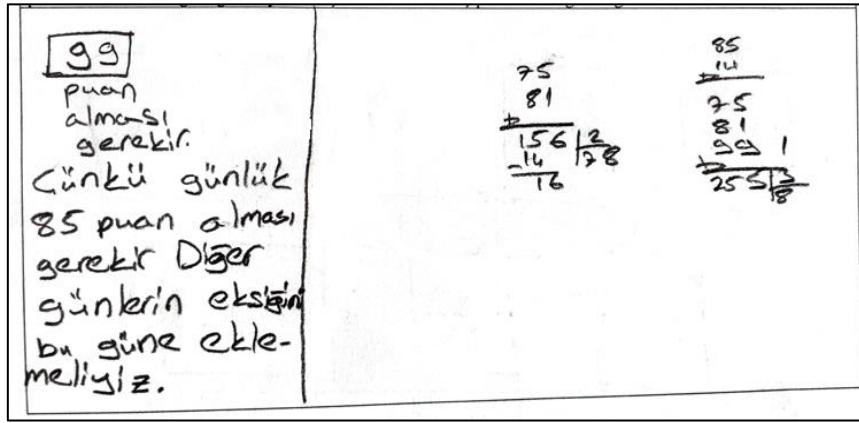 99
puan
alması
gerekir.
Çünkü günlük
85 puan alması
gerekir Diğer
günlerin eksiğini
bu güne ekle-
meliyiz.
75
81
+
156 | 2
-14 78
16
85
14
+
75
81
99 1
+
255 | 3
8